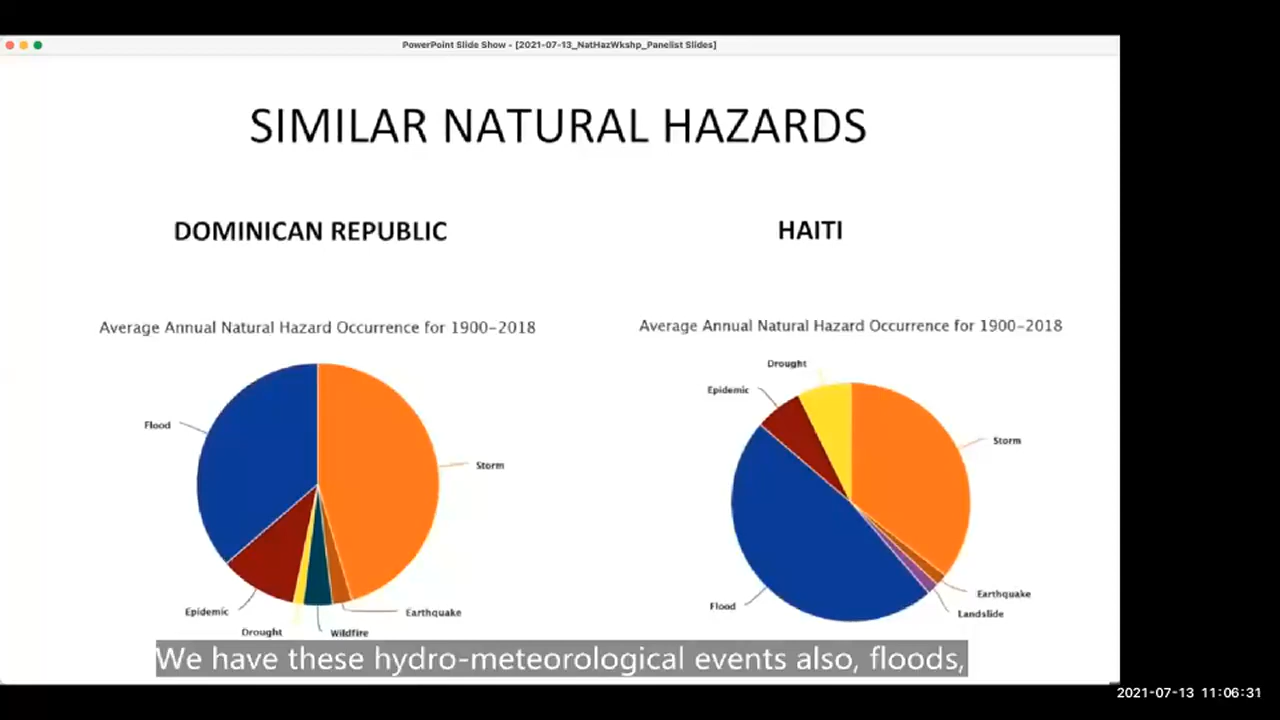 PowerPoint Slide Show - [2021-07-13_NatHazWkshp_Panelist Slides]
SIMILAR NATURAL HAZARDS
DOMINICAN REPUBLIC
Average Annual Natural Hazard Occurrence for 1900-2018
Flood
Storm
Epidemic
Earthquake
Drought
Wildfire
HAITI
Average Annual Natural Hazard Occurrence for 1900-2018
Drought
Epidemic
Storm
Earthquake
Flood
Landslide
We have these hydro-meteorological events also, floods,
2021-07-13 11:06:31